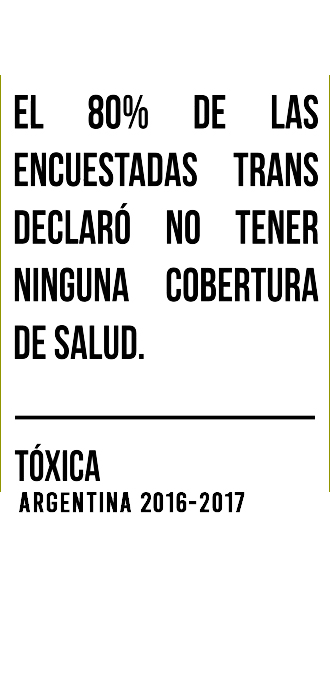 EL 80% DE LAS
ENCUESTADAS TRANS
DECLARÓ NO TENER
NINGUNA COBERTURA
DE SALUD.
TÓXICA
ARGENTINA 2016-2017